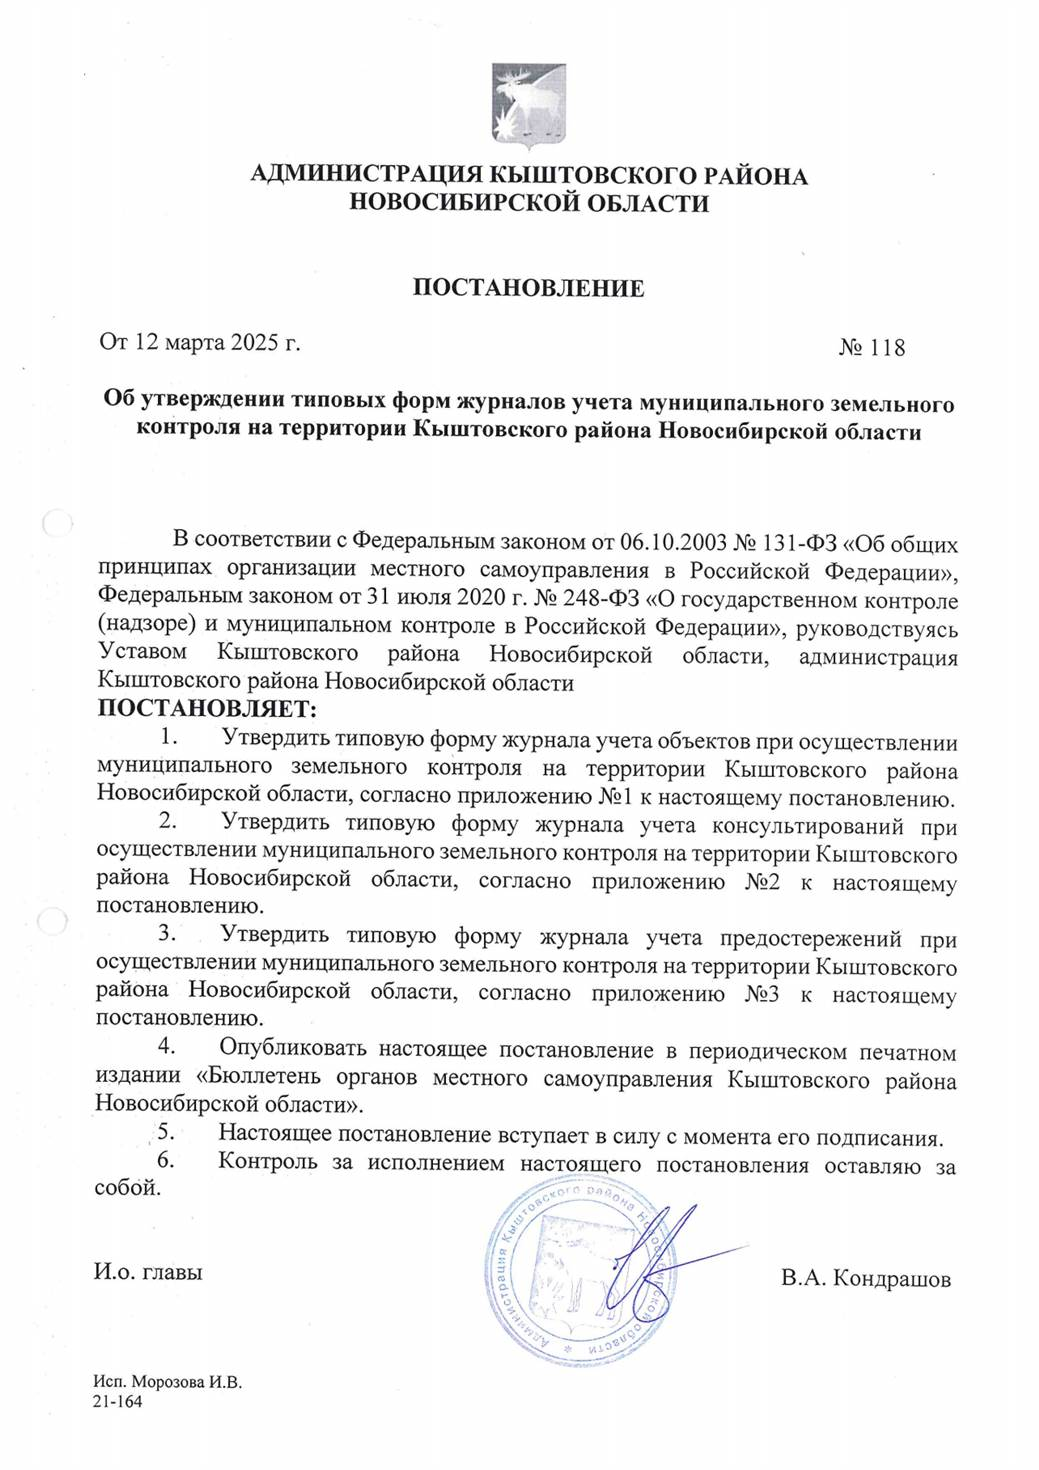 АДМИНИСТРАЦИЯ КЫШТОВСКОГО РАЙОНА
НОВОСИБИРСКОЙ ОБЛАСТИ
ПОСТАНОВЛЕНИЕ
От 12 марта 2025 г.
№ 118
Об утверждении типовых форм журналов учета муниципального земельного
контроля на территории Кыштовского района Новосибирской области
В соответствии с Федеральным законом от 06.10.2003 № 131-ФЗ «Об общих
принципах организации местного самоуправления в Российской Федерации»,
Федеральным законом от 31 июля 2020 г. № 248-ФЗ «О государственном контроле
(надзоре) и муниципальном контроле в Российской Федерации», руководствуясь
Уставом Кыштовского района Новосибирской области, администрация
Кыштовского района Новосибирской области
ПОСТАНОВЛЯЕТ:
1. Утвердить типовую форму журнала учета объектов при осуществлении
муниципального земельного контроля на территории Кыштовского района
Новосибирской области, согласно приложению №1 к настоящему постановлению.
2. Утвердить типовую форму журнала учета консультирований при
осуществлении муниципального земельного контроля на территории Кыштовского
района Новосибирской области, согласно приложению №2 к настоящему
постановлению.
3. Утвердить типовую форму журнала учета предостережений при
осуществлении муниципального земельного контроля на территории Кыштовского
района Новосибирской области, согласно приложению №3 к настоящему
постановлению.
4. Опубликовать настоящее постановление в периодическом печатном
издании «Бюллетень органов местного самоуправления Кыштовского района
Новосибирской области».
5. Настоящее постановление вступает в силу с момента его подписания.
6. Контроль за исполнением настоящего постановления оставляю за
собой.
Администрация Кыштовского района Новосибирской области *
И.о. главы
В.А. Кондрашов
Исп. Морозова И.В.
21-164